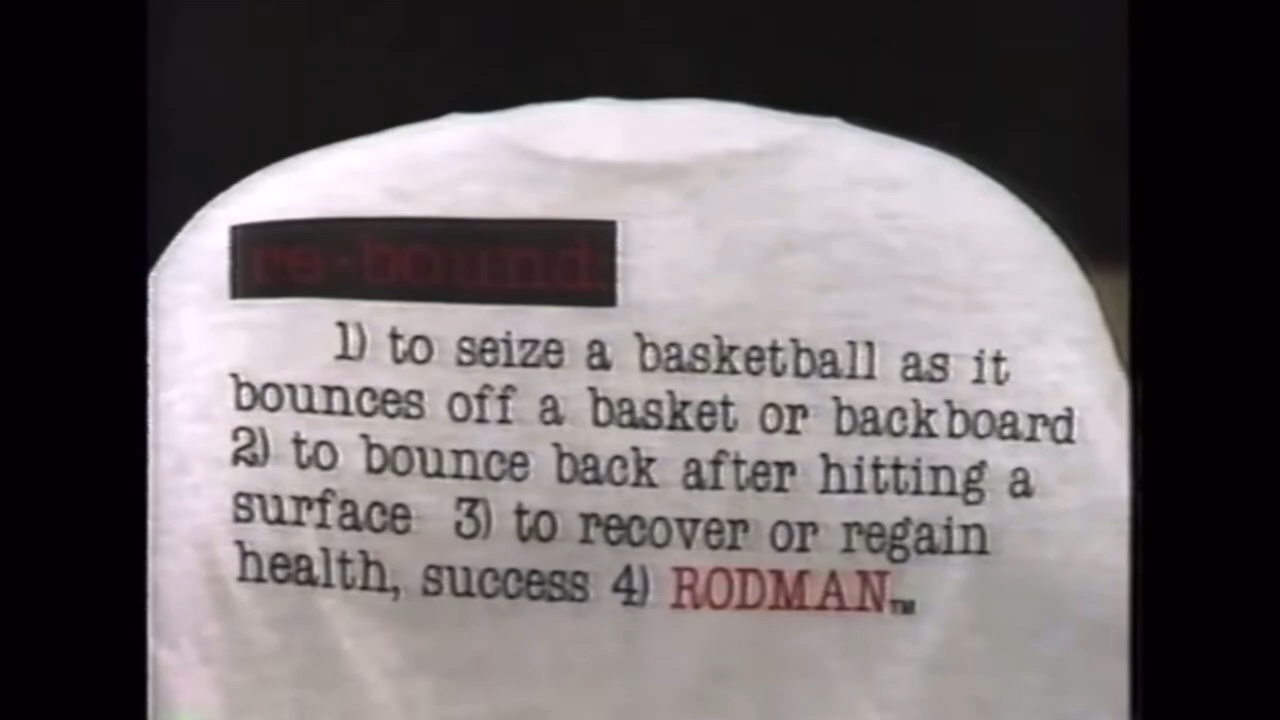 re·bound:
1) to seize a basketball as it
bounces off a basket or backboard
2) to bounce back after hitting a
surface 3) to recover or regain
health, success 4) RODMAN™